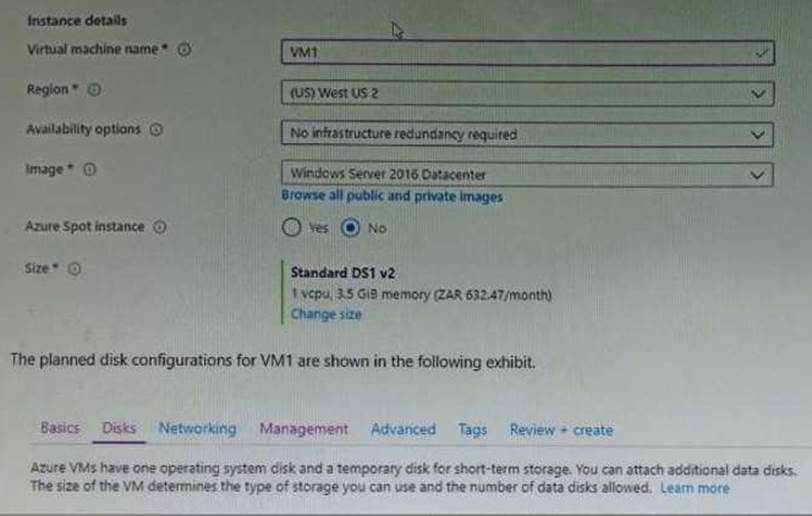 Instance details
Virtual machine name *
VM1
Region *
(US) West US 2
Availability options
No infrastructure redundancy required
Image *
Windows Server 2016 Datacenter
Browse all public and private images
Azure Spot instance
Yes No
Size *
Standard DS1 v2
1 vcpu, 3.5 GiB memory (ZAR 632.47/month)
Change size
The planned disk configurations for VM1 are shown in the following exhibit.
Basics Disks Networking Management Advanced Tags Review + create
Azure VMs have one operating system disk and a temporary disk for short-term storage. You can attach additional data disks.
The size of the VM determines the type of storage you can use and the number of data disks allowed. Learn more